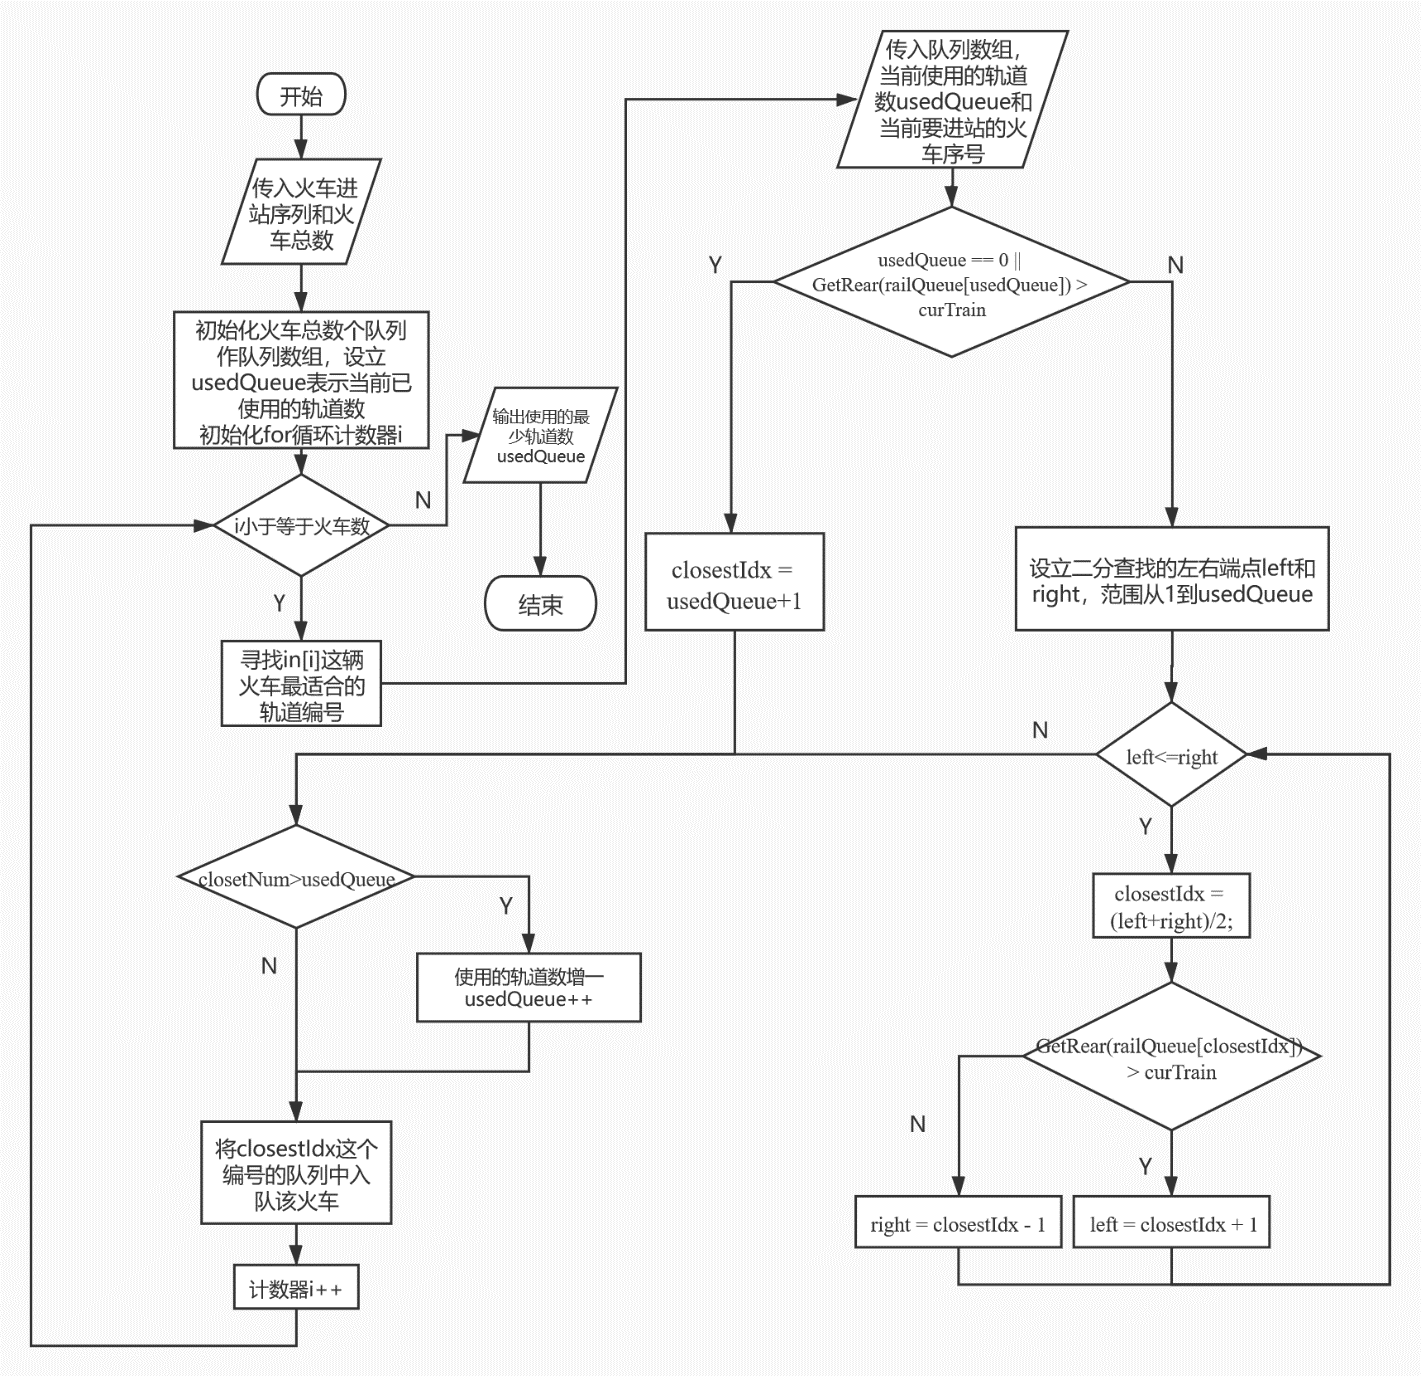 开始
传入火车进
站序列和火
车总数
初始化火车总数个队列
作队列数组，设立
usedQueue表示当前已
使用的轨道数
初始化for循环计数器i
i小于等于火车数
N
Y
输出使用的最
少轨道数
usedQueue
结束
寻找in[i]这辆
火车最适合的
轨道编号
传入队列数组，
当前使用的轨道
数usedQueue和
当前要进站的火
车序号
usedQueue == 0 ||
GetRear(railQueue[usedQueue]) >
curTrain
Y
N
closestIdx =
usedQueue+1
设立二分查找的左右端点left和
right，范围从1到usedQueue
left<=right
N
Y
closestIdx =
(left+right)/2;
GetRear(railQueue[closestIdx])
> curTrain
N
Y
right = closestIdx - 1
left = closestIdx + 1
closetNum>usedQueue
Y
N
使用的轨道数增一
usedQueue++
将closestIdx这个
编号的队列中入
队该火车
计数器i++